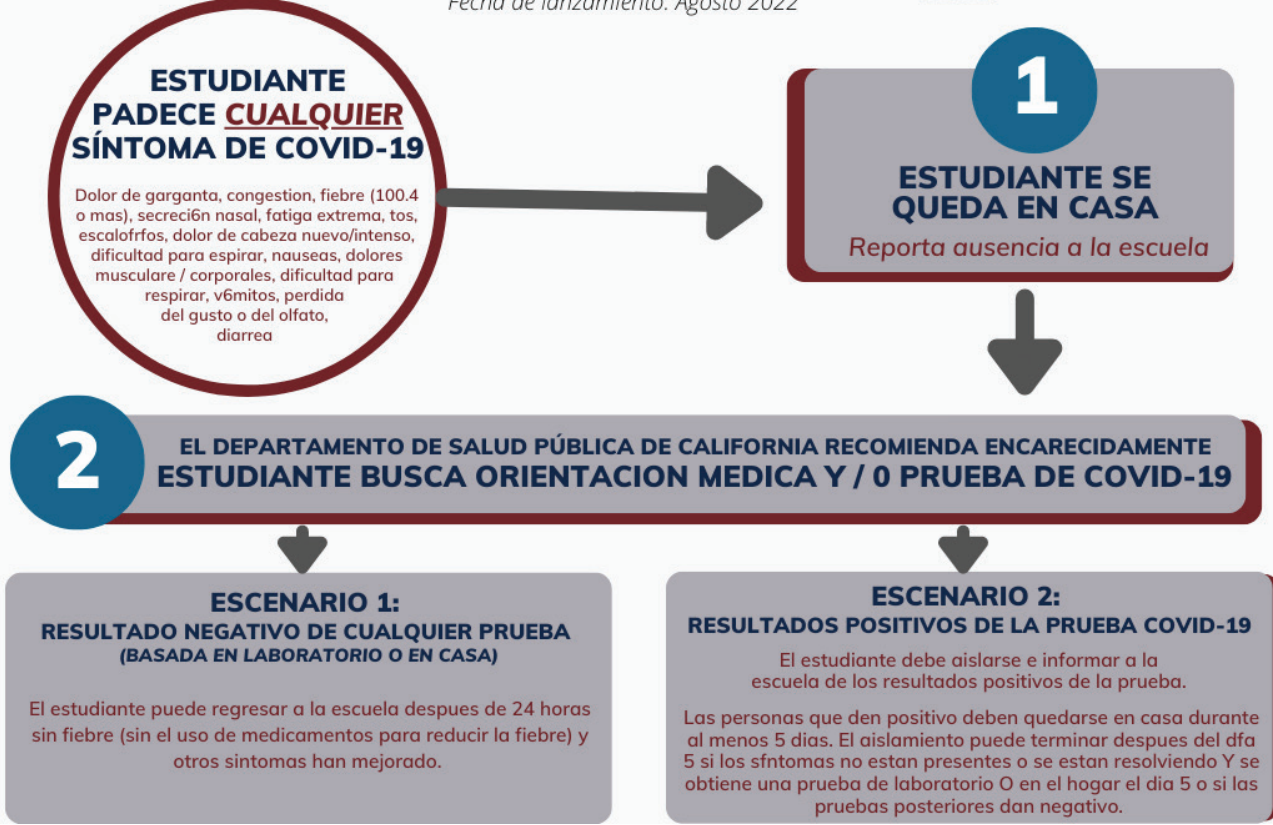 Fecha de lanzamiento: Agosto 2022
ESTUDIANTE
PADECE CUALQUIER
SÍNTOMA DE COVID-19
Dolor de garganta, congestion, fiebre (100.4
o mas), secreci6n nasal, fatiga extrema, tos,
escalofrfos, dolor de cabeza nuevo/intenso,
dificultad para espirar, nauseas, dolores
musculare / corporales, dificultad para
respirar, v6mitos, perdida
del gusto o del olfato,
diarrea
1
ESTUDIANTE SE
QUEDA EN CASA
Reporta ausencia a la escuela
2
EL DEPARTAMENTO DE SALUD PÚBLICA DE CALIFORNIA RECOMIENDA ENCARECIDAMENTE
ESTUDIANTE BUSCA ORIENTACION MEDICA Y / 0 PRUEBA DE COVID-19
ESCENARIO 1:
RESULTADO NEGATIVO DE CUALQUIER PRUEBA
(BASADA EN LABORATORIO O EN CASA)
El estudiante puede regresar a la escuela despues de 24 horas
sin fiebre (sin el uso de medicamentos para reducir la fiebre) y
otros sintomas han mejorado.
ESCENARIO 2:
RESULTADOS POSITIVOS DE LA PRUEBA COVID-19
El estudiante debe aislarse e informar a la
escuela de los resultados positivos de la prueba.
Las personas que den positivo deben quedarse en casa durante
al menos 5 dias. El aislamiento puede terminar despues del dfa
5 si los sfntomas no estan presentes o se estan resolviendo Y se
obtiene una prueba de laboratorio O en el hogar el dia 5 o si las
pruebas posteriores dan negativo.